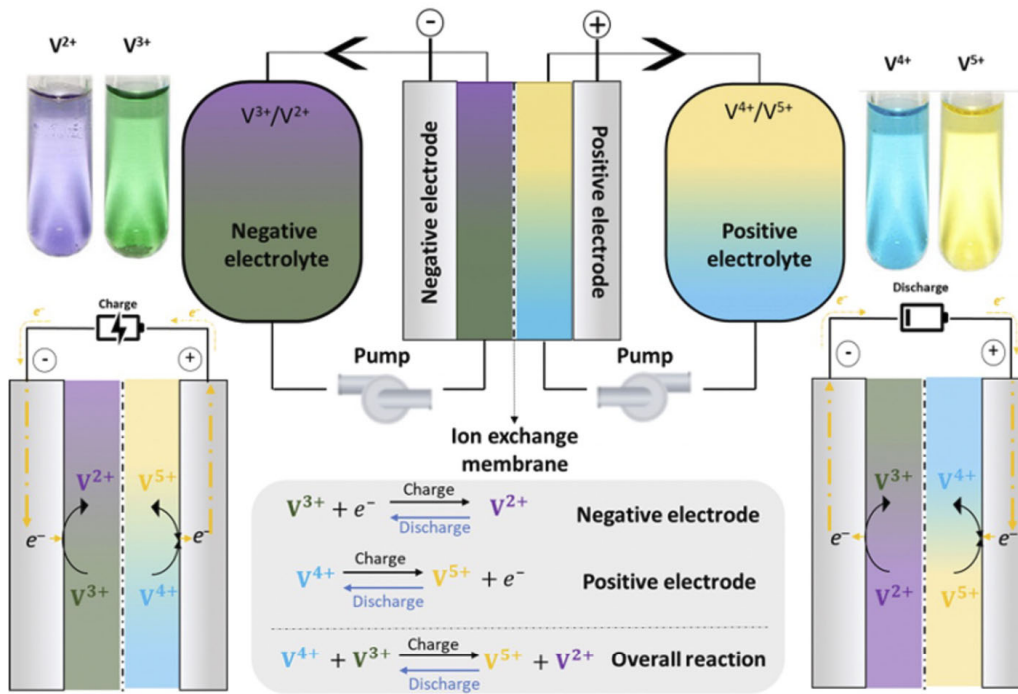 V²⁺ V³⁺
−
+
V⁴⁺ V⁵⁺
V³⁺/V²⁺
Negative
electrolyte
Negative electrode
Positive electrode
V⁴⁺/V⁵⁺
Positive
electrolyte
Pump
Pump
Ion exchange
membrane
Charge
e⁻ e⁻
− +
V²⁺ V⁵⁺
e⁻ e⁻
V³⁺ V⁴⁺
V³⁺ + e⁻ Charge Discharge V²⁺ Negative electrode
V⁴⁺ Charge Discharge V⁵⁺ + e⁻ Positive electrode
V⁴⁺ + V³⁺ Charge Discharge V⁵⁺ + V²⁺ Overall reaction
Discharge
e⁻ e⁻
− +
V³⁺ V⁴⁺
e⁻ e⁻
V²⁺ V⁵⁺